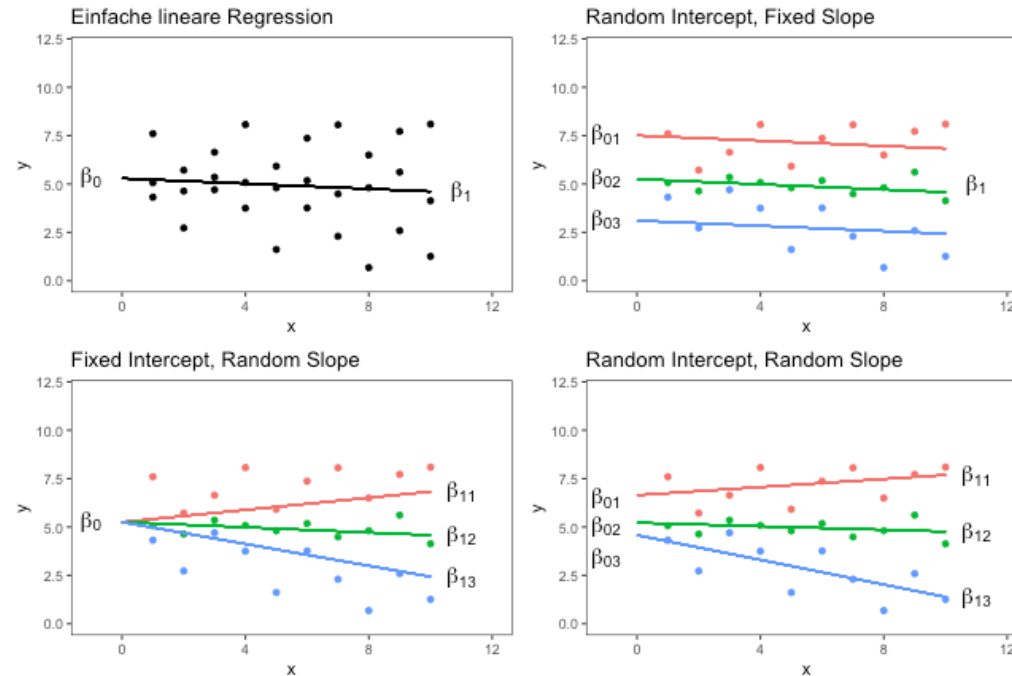 Einfache lineare Regression
12.5
10.0
7.5
5.0
2.5
0.0
y
β0
β1
0 4 8 12
x
Random Intercept, Fixed Slope
12.5
10.0
7.5
5.0
2.5
0.0
y
β01
β02
β03
β1
0 4 8 12
x
Fixed Intercept, Random Slope
12.5
10.0
7.5
5.0
2.5
0.0
y
β0
β11
β12
β13
0 4 8 12
x
Random Intercept, Random Slope
12.5
10.0
7.5
5.0
2.5
0.0
y
β01
β02
β03
β11
β12
β13
0 4 8 12
x